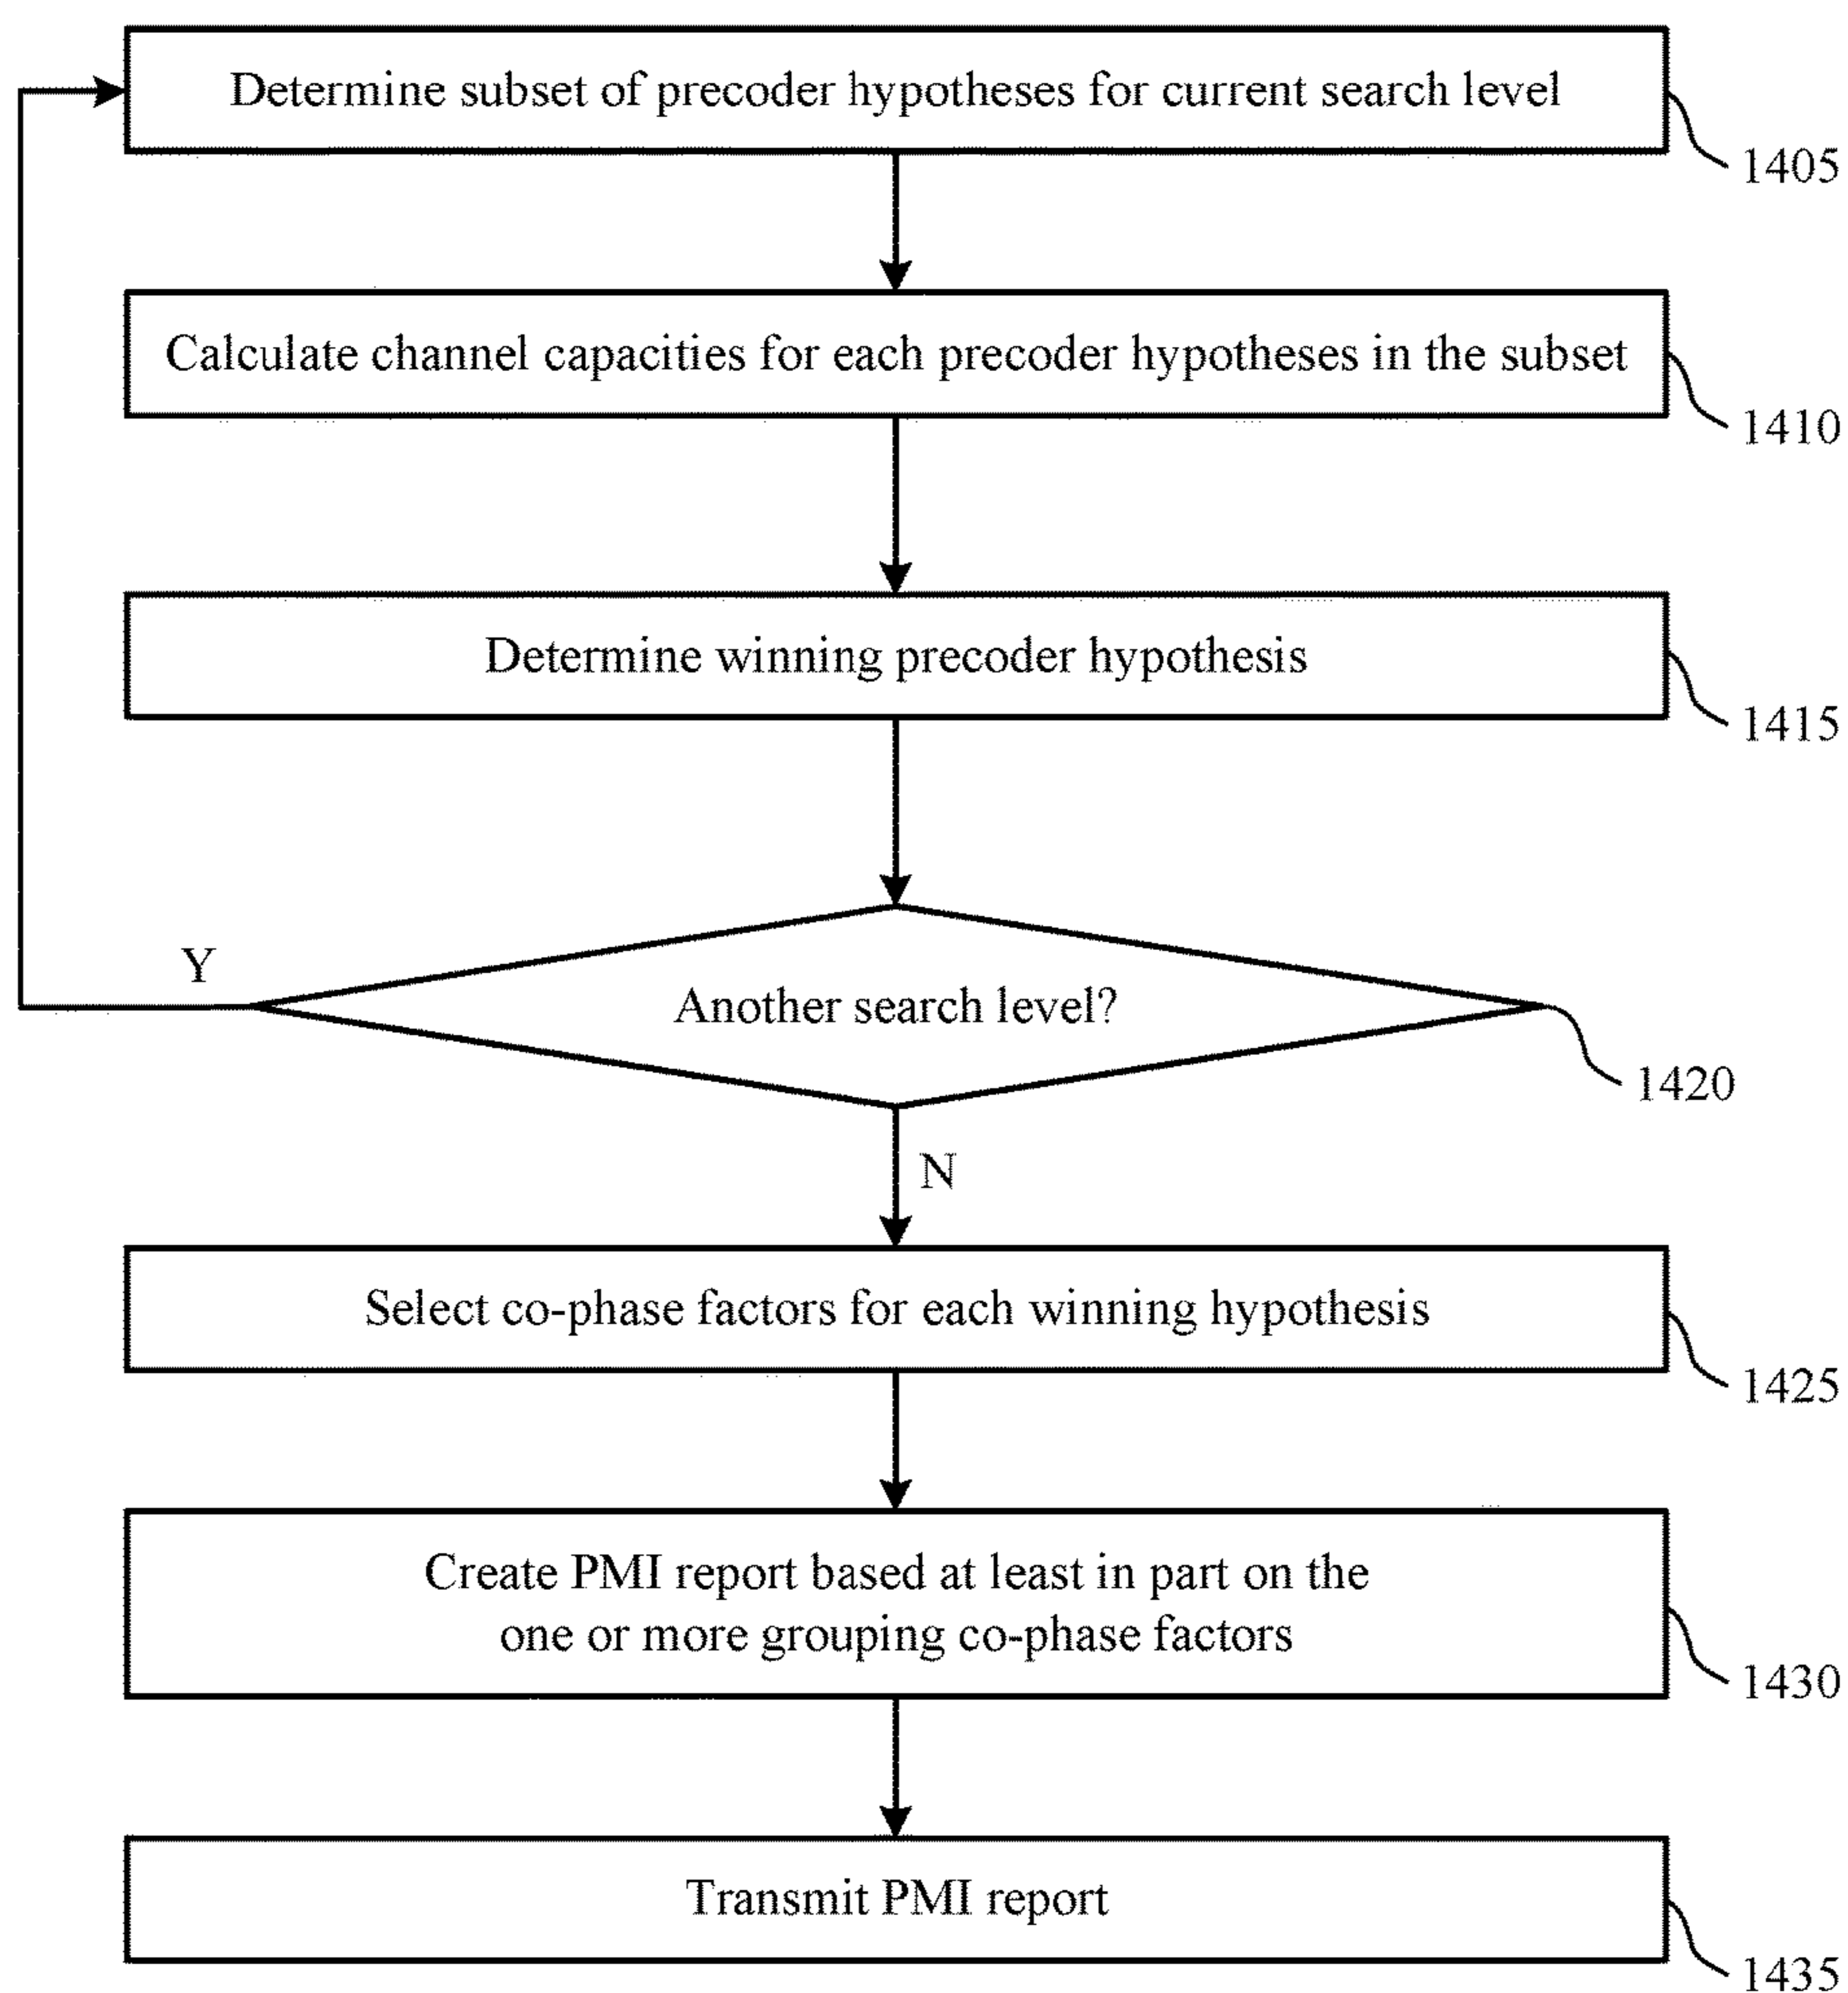 Determine subset of precoder hypotheses for current search level
1405
Calculate channel capacities for each precoder hypotheses in the subset
1410
Determine winning precoder hypothesis
1415
Y
Another search level?
1420
N
Select co-phase factors for each winning hypothesis
1425
Create PMI report based at least in part on the
one or more grouping co-phase factors
1430
Transmit PMI report
1435